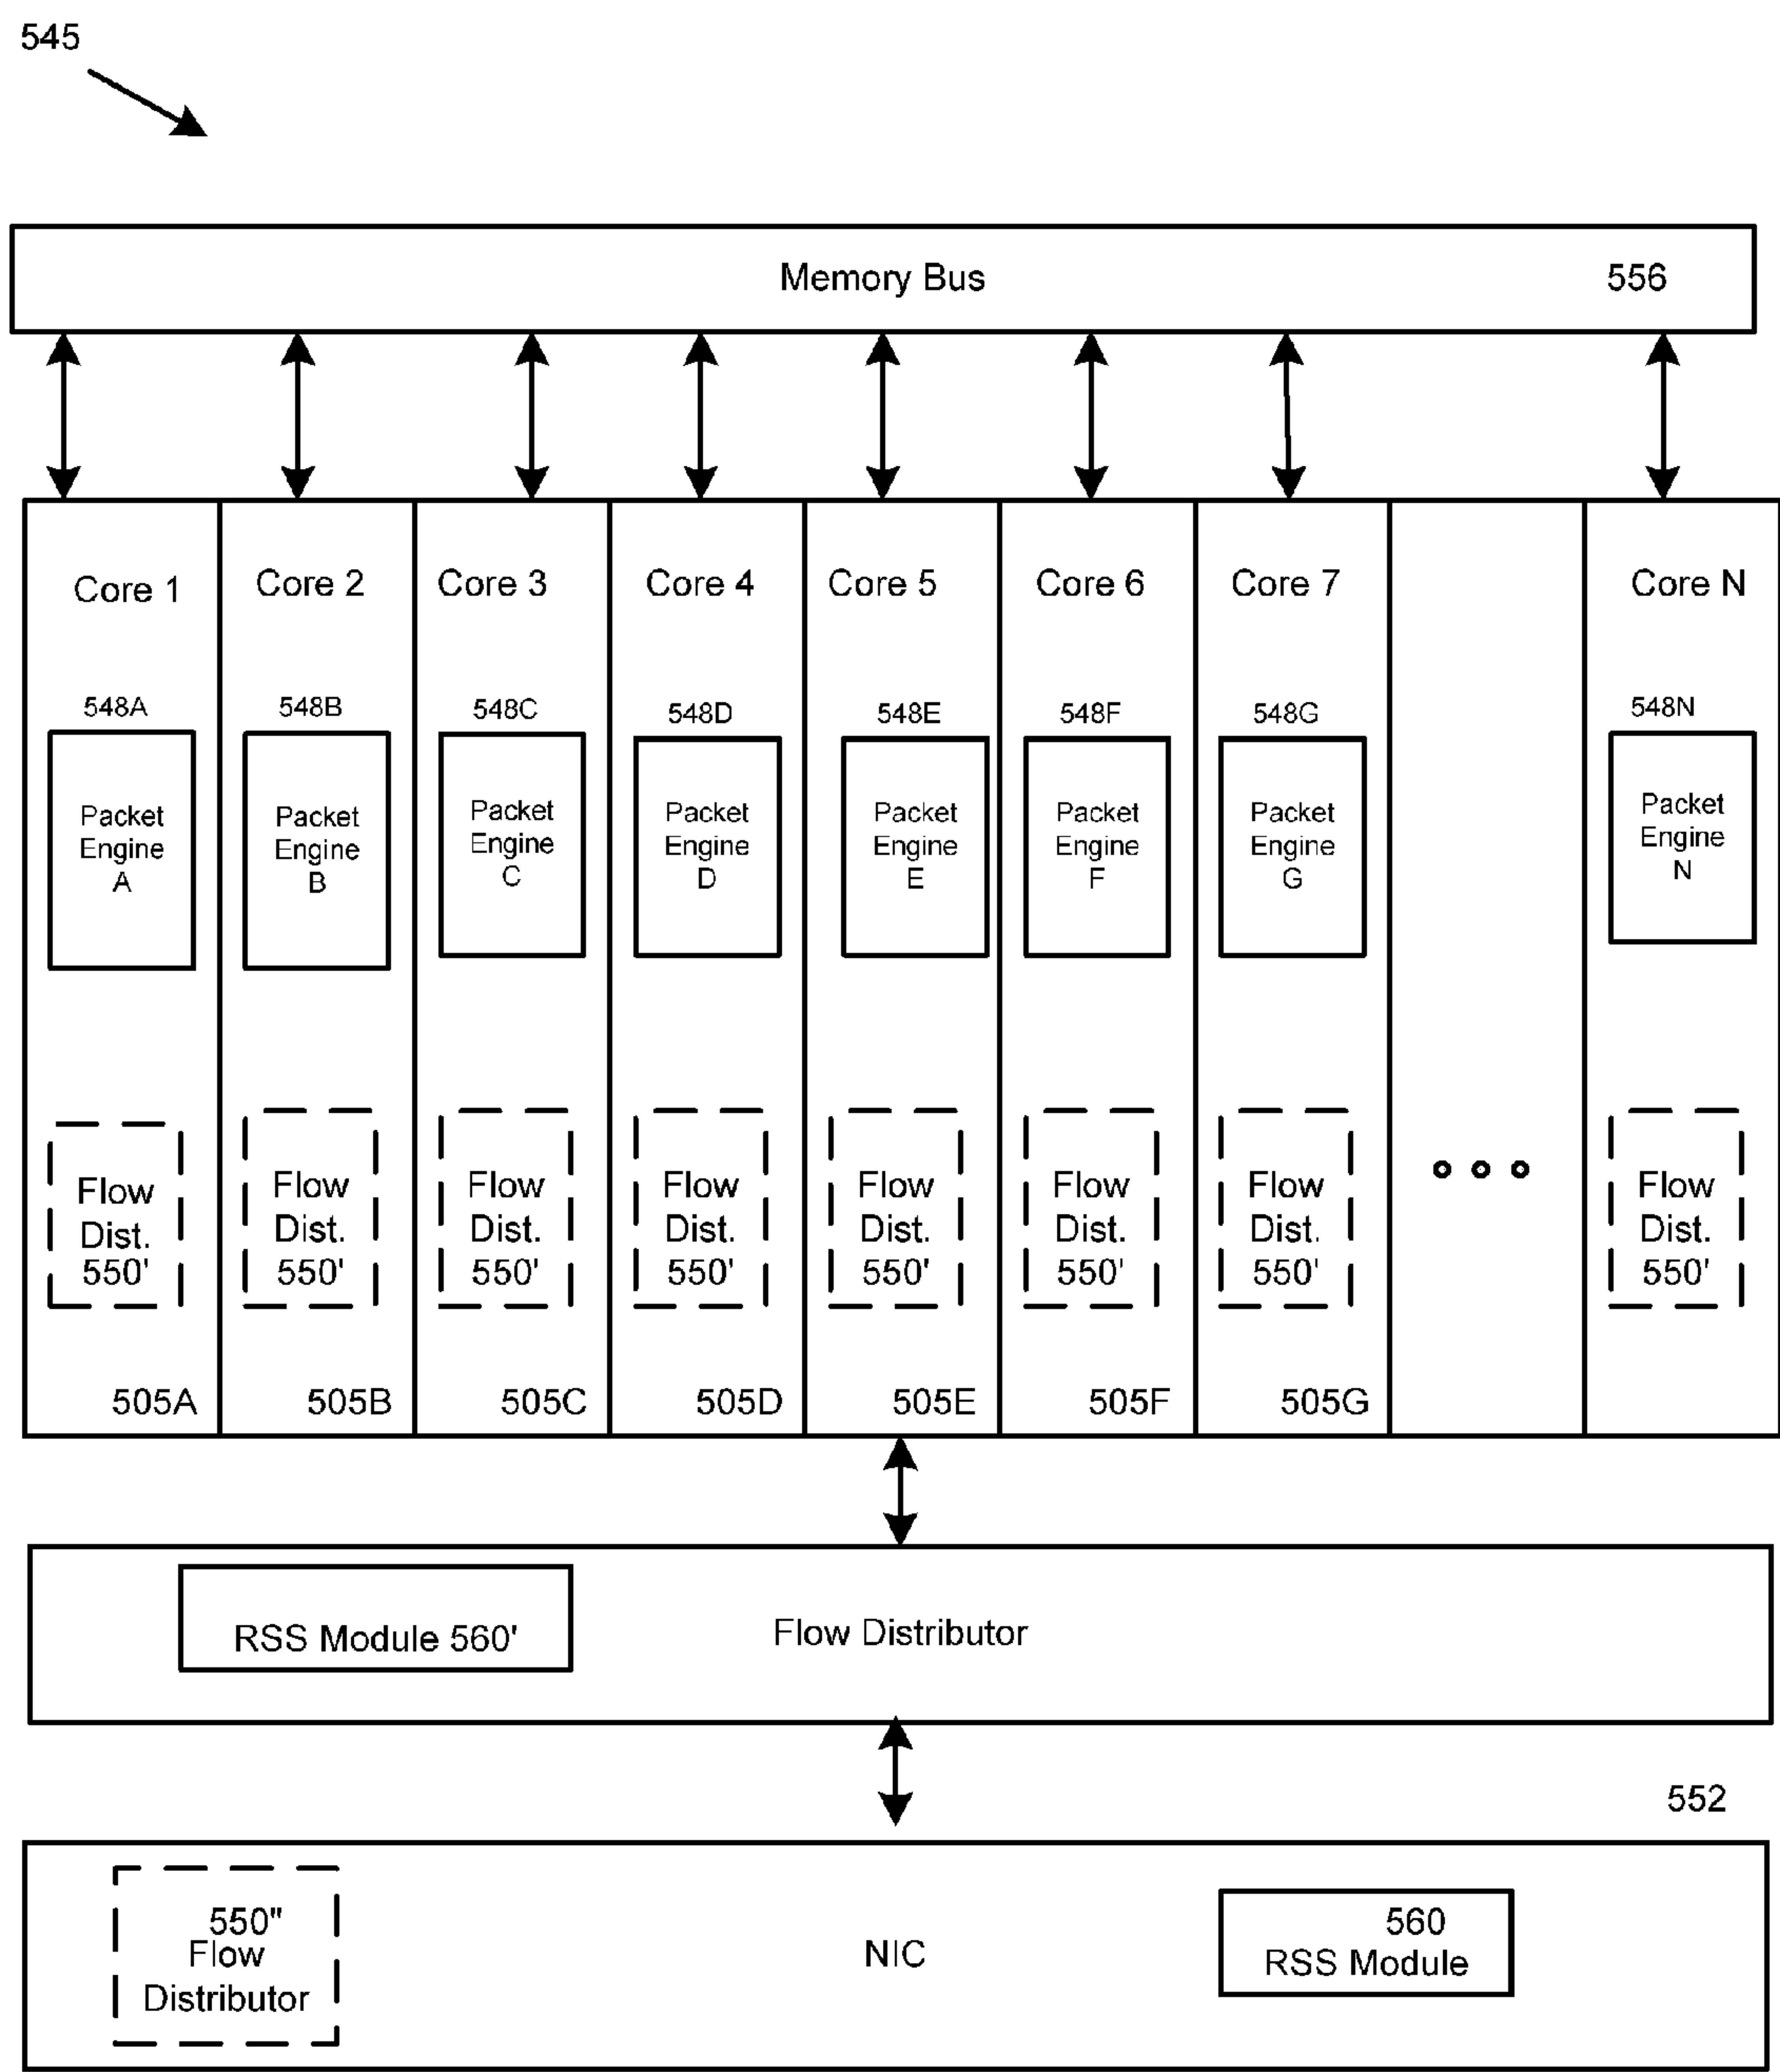 545
Memory Bus 556
Core 1 Core 2 Core 3 Core 4 Core 5 Core 6 Core 7 Core N
548A 548B 548C 548D 548E 548F 548G 548N
Packet Packet Packet Packet Packet Packet Packet Packet
Engine Engine Engine Engine Engine Engine Engine Engine
A B C D E F G N
Flow Flow Flow Flow Flow Flow Flow Flow
Dist. Dist. Dist. Dist. Dist. Dist. Dist. Dist.
550' 550' 550' 550' 550' 550' 550' 550'
505A 505B 505C 505D 505E 505F 505G
RSS Module 560' Flow Distributor
552
550" 560
Flow NIC RSS Module
Distributor